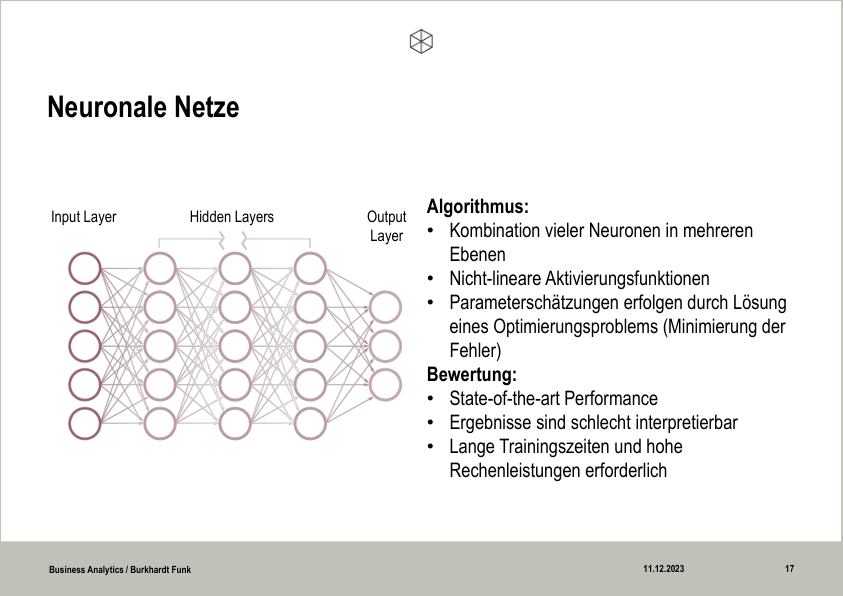 Neuronale Netze
Input Layer
Hidden Layers
Output
Layer
Algorithmus:
• Kombination vieler Neuronen in mehreren
Ebenen
• Nicht-lineare Aktivierungsfunktionen
• Parameterschätzungen erfolgen durch Lösung
eines Optimierungsproblems (Minimierung der
Fehler)
Bewertung:
• State-of-the-art Performance
• Ergebnisse sind schlecht interpretierbar
• Lange Trainingszeiten und hohe
Rechenleistungen erforderlich
Business Analytics / Burkhardt Funk
11.12.2023
17